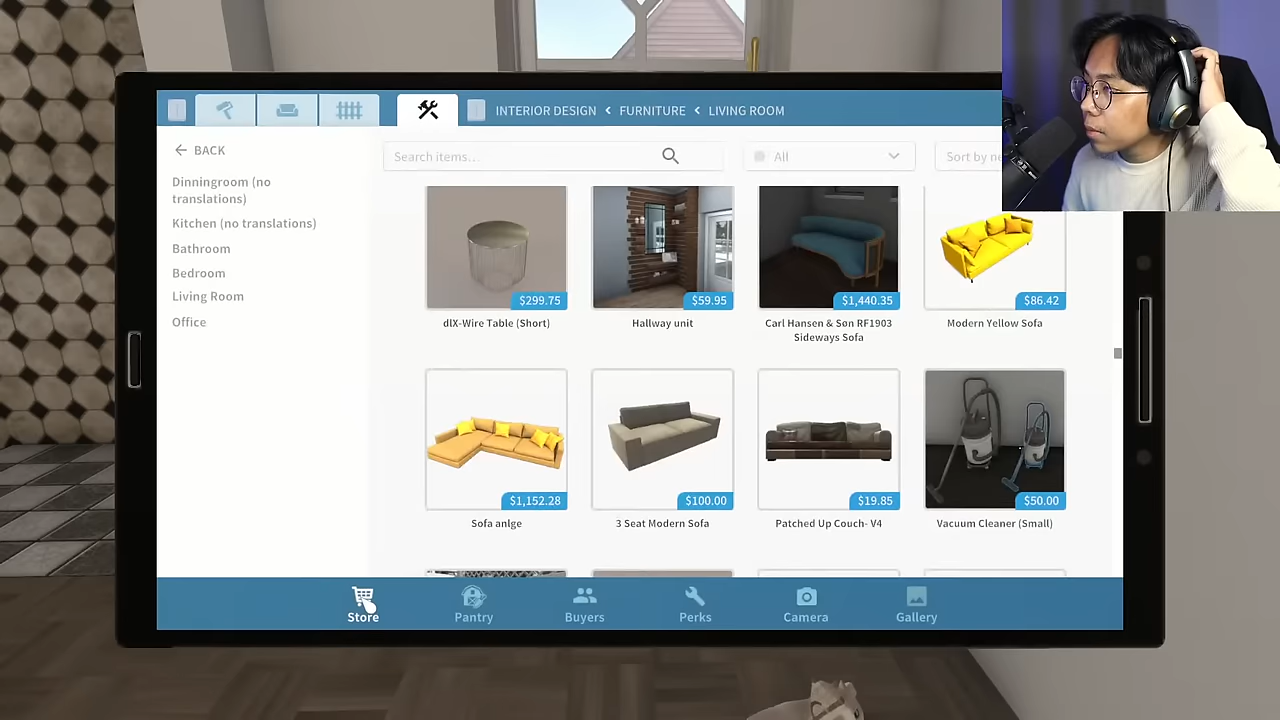 INTERIOR DESIGN < FURNITURE < LIVING ROOM
BACK
Dinningroom (no
translations)
Kitchen (no translations)
Bathroom
Bedroom
Living Room
Office
Search items...
All
Sort by ne
$299.75
dlX-Wire Table (Short)
$59.95
Hallway unit
$1,440.35
Carl Hansen & Søn RF1903
Sideways Sofa
$86.42
Modern Yellow Sofa
$1,152.28
Sofa anlge
$100.00
3 Seat Modern Sofa
$19.85
Patched Up Couch- V4
$50.00
Vacuum Cleaner (Small)
Store
Pantry
Buyers
Perks
Camera
Gallery